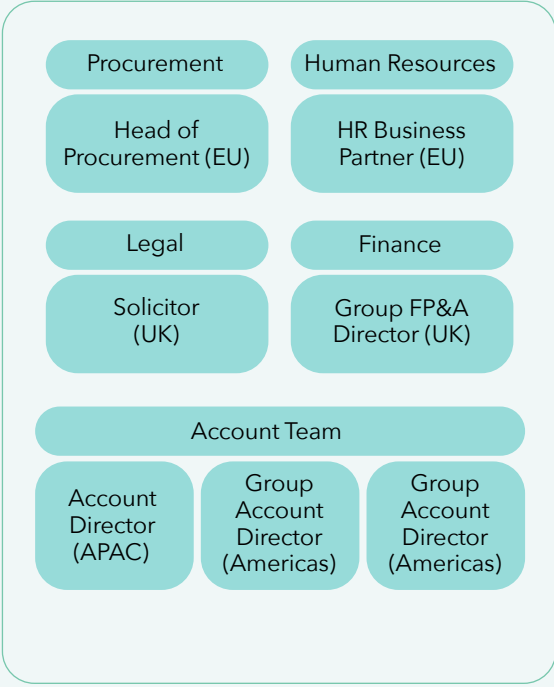 Procurement
Head of
Procurement (EU)
Human Resources
HR Business
Partner (EU)
Legal
Solicitor
(UK)
Finance
Group FP&A
Director (UK)
Account Team
Account
Director
(APAC)
Group
Account
Director
(Americas)
Group
Account
Director
(Americas)